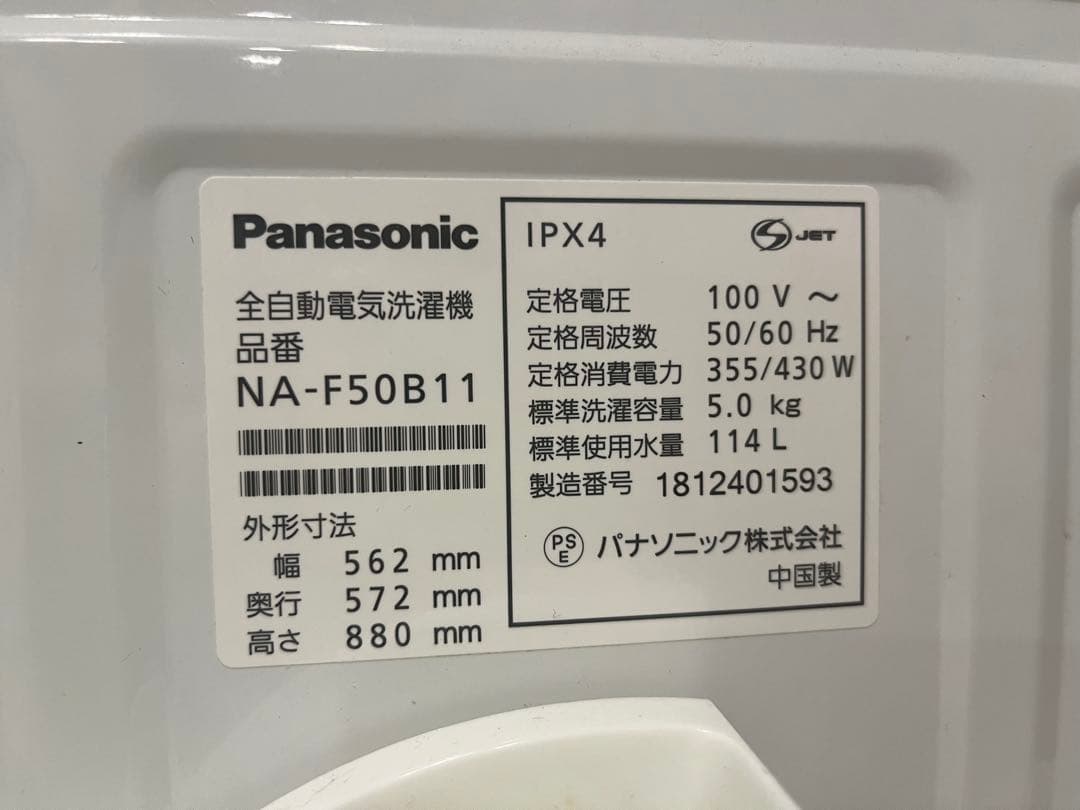 Panasonic
全自動電気洗濯機
品番
NA-F50B11
外形寸法
幅 562 mm
奥行 572 mm
高さ 880 mm
IPX4
S JET
定格電圧 100 V ～
定格周波数 50/60 Hz
定格消費電力 355/430 W
標準洗濯容量 5.0 kg
標準使用水量 114 L
製造番号 1812401593
PS
E
パナソニック株式会社
中国製